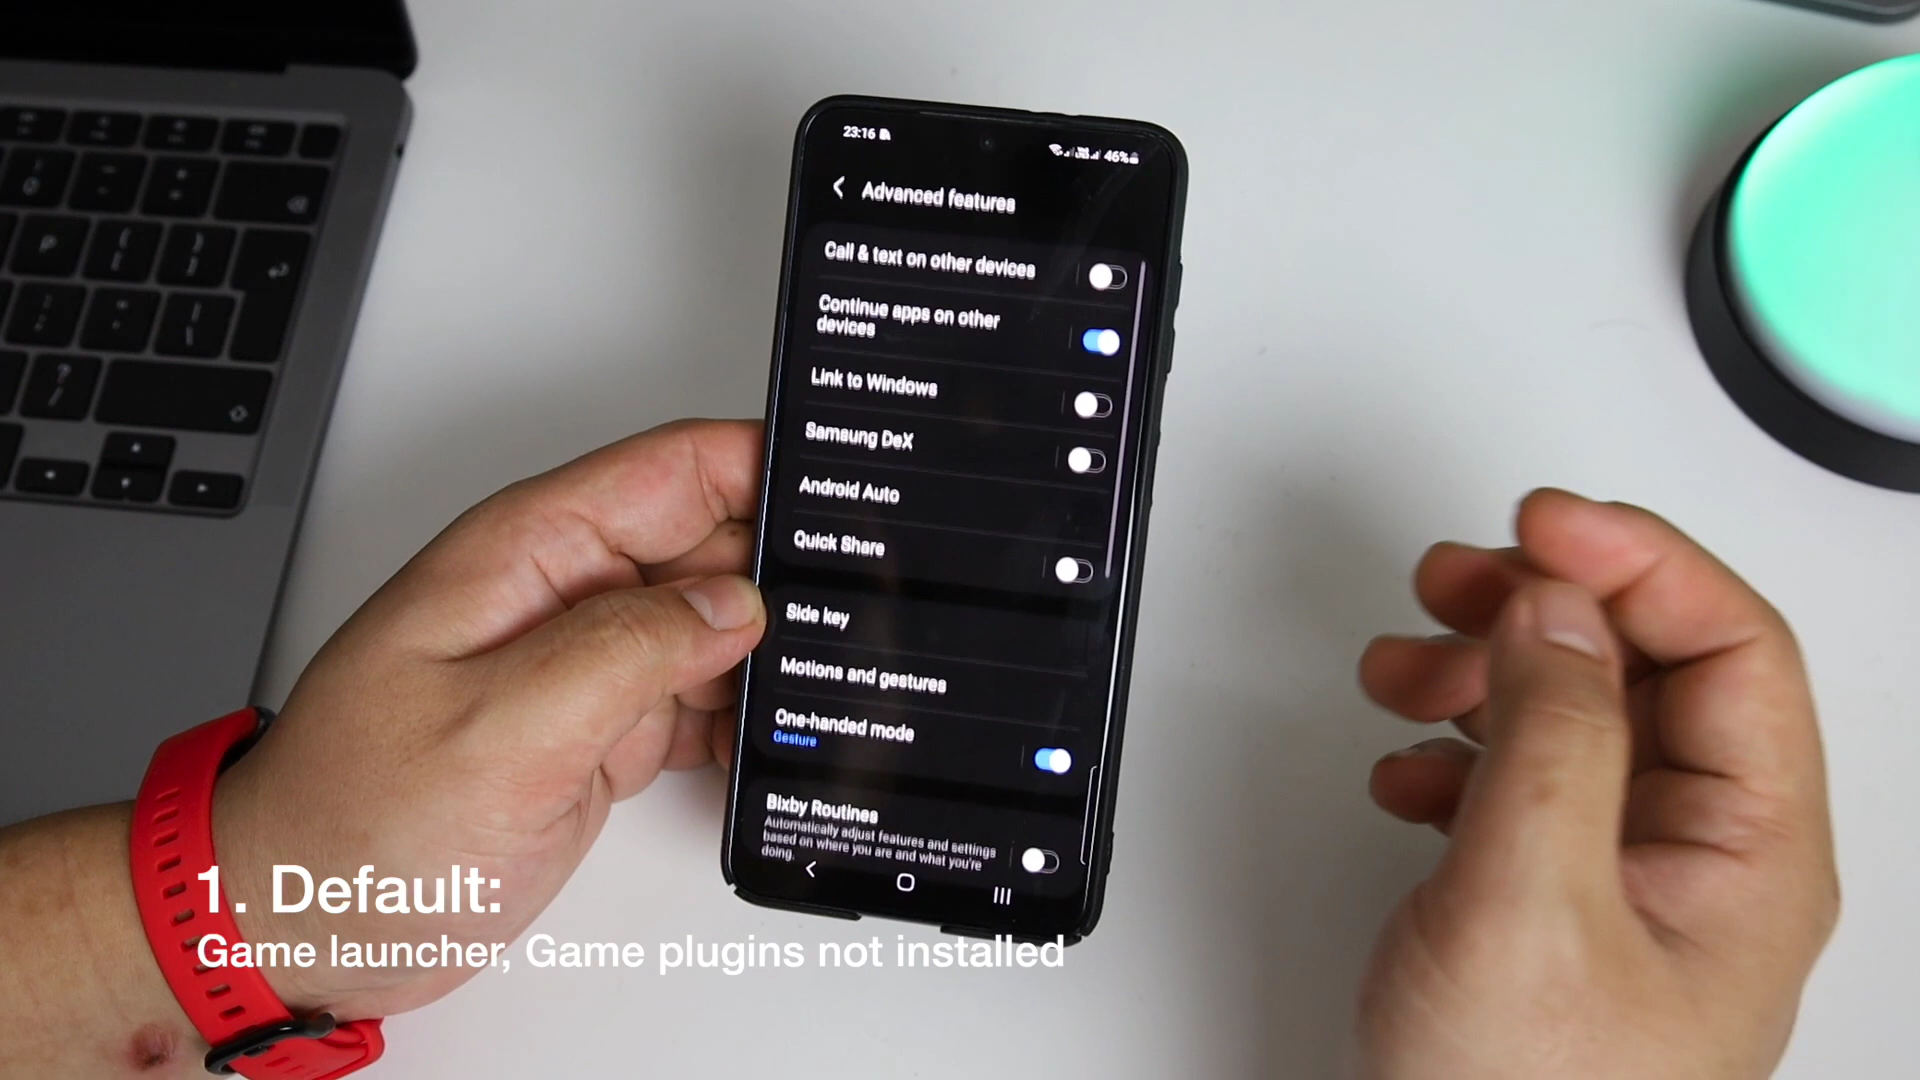 23:16
46%
Advanced features
Call & text on other devices
Continue apps on other
devices
Link to Windows
Samsung DeX
Android Auto
Quick Share
Side key
Motions and gestures
One-handed mode
Gesture
Bixby Routines
Automatically adjust features and settings
based on where you are and what you're
doing.
1. Default:
Game launcher, Game plugins not installed